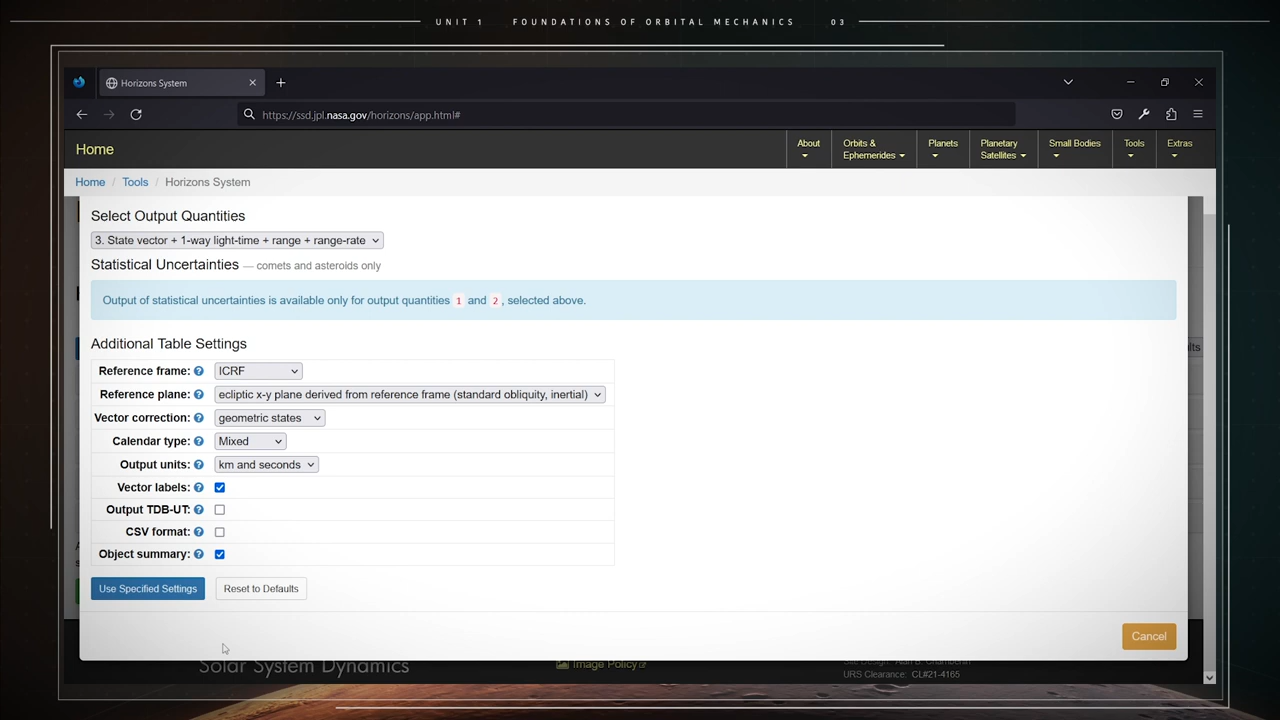 UNIT 1 FOUNDATIONS OF ORBITAL MECHANICS 03
Horizons System
https://ssd.jpl.nasa.gov/horizons/app.html#
Home
About
Orbits & Ephemerides
Planets
Planetary Satellites
Small Bodies
Tools
Extras
Home / Tools / Horizons System
Select Output Quantities
3. State vector + 1-way light-time + range + range-rate
Statistical Uncertainties — comets and asteroids only
Output of statistical uncertainties is available only for output quantities 1 and 2, selected above.
Additional Table Settings
Reference frame: ? ICRF
Reference plane: ? ecliptic x-y plane derived from reference frame (standard obliquity, inertial)
Vector correction: ? geometric states
Calendar type: ? Mixed
Output units: ? km and seconds
Vector labels: ?
Output TDB-UT: ?
CSV format: ?
Object summary: ?
Use Specified Settings Reset to Defaults
Cancel
Solar System Dynamics
Image Policy
Site Design: Alan B. Chamberlin
URS Clearance: CL#21-4165